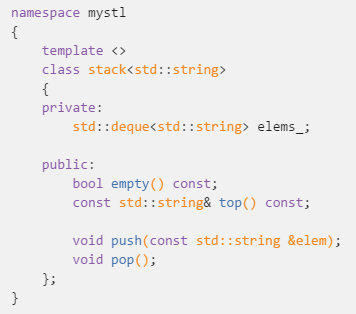 namespace mystl
{
    template <>
    class stack<std::string>
    {
    private:
        std::deque<std::string> elems_;

    public:
        bool empty() const;
        const std::string& top() const;

        void push(const std::string &elem);
        void pop();
    };
}